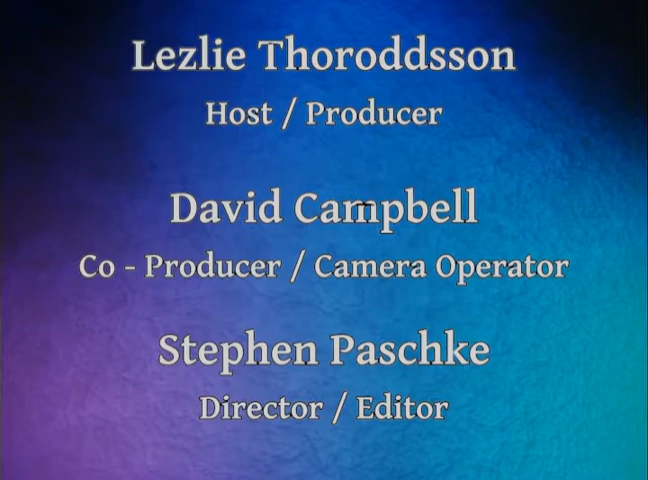 Lezlie Thoroddsson
Host / Producer
David Campbell
Co - Producer / Camera Operator
Stephen Paschke
Director / Editor